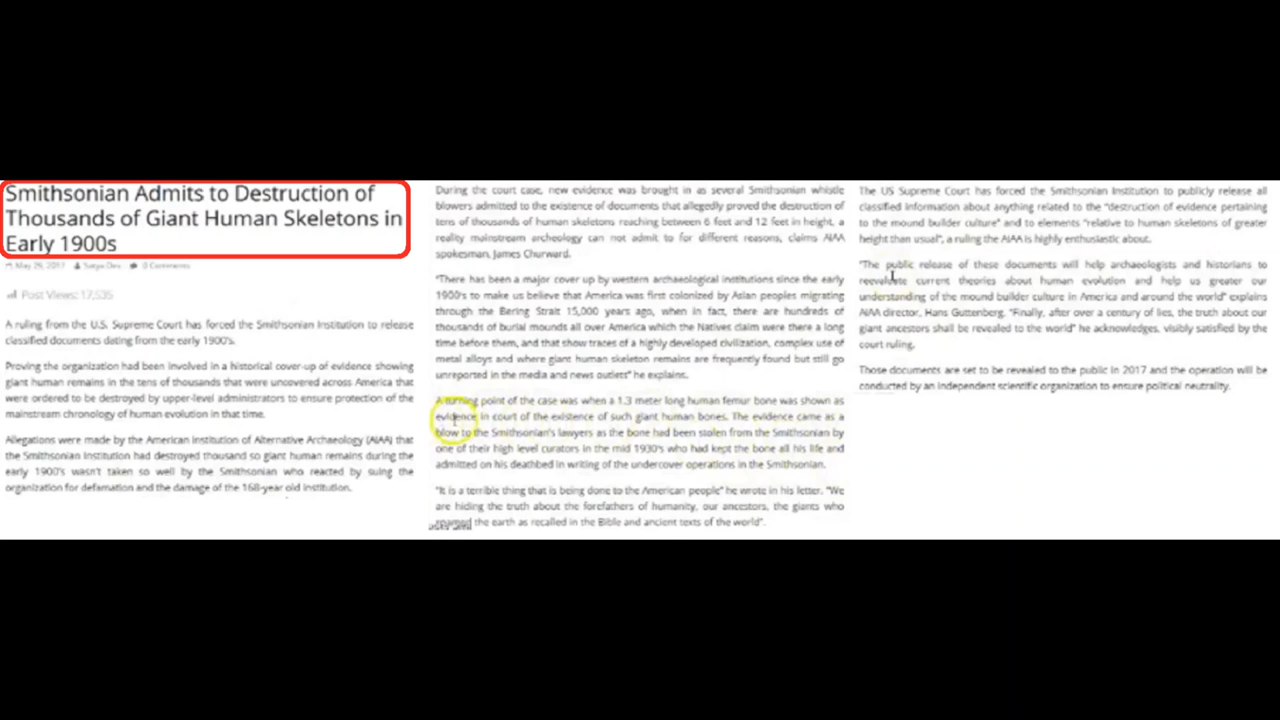 Smithsonian Admits to Destruction of
Thousands of Giant Human Skeletons in
Early 1900s
May 29, 2017 Satya Dev 0 Comments
Post Views: 17,535
A ruling from the U.S. Supreme Court has forced the Smithsonian Institution to release
classified documents dating from the early 1900's.
Proving the organization had been involved in a historical cover-up of evidence showing
giant human remains in the tens of thousands that were uncovered across America that
were ordered to be destroyed by upper-level administrators to ensure protection of the
mainstream chronology of human evolution in that time.
Allegations were made by the American Institution of Alternative Archaeology (AIAA) that
the Smithsonian Institution had destroyed thousand so giant human remains during the
early 1900's wasn't taken so well by the Smithsonian who reacted by suing the
organization for defamation and the damage of the 168-year old institution.
During the court case, new evidence was brought in as several Smithsonian whistle
blowers admitted to the existence of documents that allegedly proved the destruction of
tens of thousands of human skeletons reaching between 6 feet and 12 feet in height, a
reality mainstream archeology can not admit to for different reasons, claims AIAA
spokesman, James Churward.
"There has been a major cover up by western archaeological institutions since the early
1900's to make us believe that America was first colonized by Asian peoples migrating
through the Bering Strait 15,000 years ago, when in fact, there are hundreds of
thousands of burial mounds all over America which the Natives claim were there a long
time before them, and that show traces of a highly developed civilization, complex use of
metal alloys and where giant human skeleton remains are frequently found but still go
unreported in the media and news outlets" he explains.
A turning point of the case was when a 1.3 meter long human femur bone was shown as
evidence in court of the existence of such giant human bones. The evidence came as a
blow to the Smithsonian's lawyers as the bone had been stolen from the Smithsonian by
one of their high level curators in the mid 1930's who had kept the bone all his life and
admitted on his deathbed in writing of the undercover operations in the Smithsonian.
"It is a terrible thing that is being done to the American people" he wrote in his letter. "We
are hiding the truth about the forefathers of humanity, our ancestors, the giants who
roamed the earth as recalled in the Bible and ancient texts of the world".
The US Supreme Court has forced the Smithsonian Institution to publicly release all
classified information about anything related to the "destruction of evidence pertaining
to the mound builder culture" and to elements "relative to human skeletons of greater
height than usual", a ruling the AIAA is highly enthusiastic about.
"The public release of these documents will help archaeologists and historians to
reevaluate current theories about human evolution and help us greater our
understanding of the mound builder culture in America and around the world" explains
AIAA director, Hans Guttenberg. "Finally, after over a century of lies, the truth about our
giant ancestors shall be revealed to the world" he acknowledges, visibly satisfied by the
court ruling.
Those documents are set to be revealed to the public in 2017 and the operation will be
conducted by an independent scientific organization to ensure political neutrality.